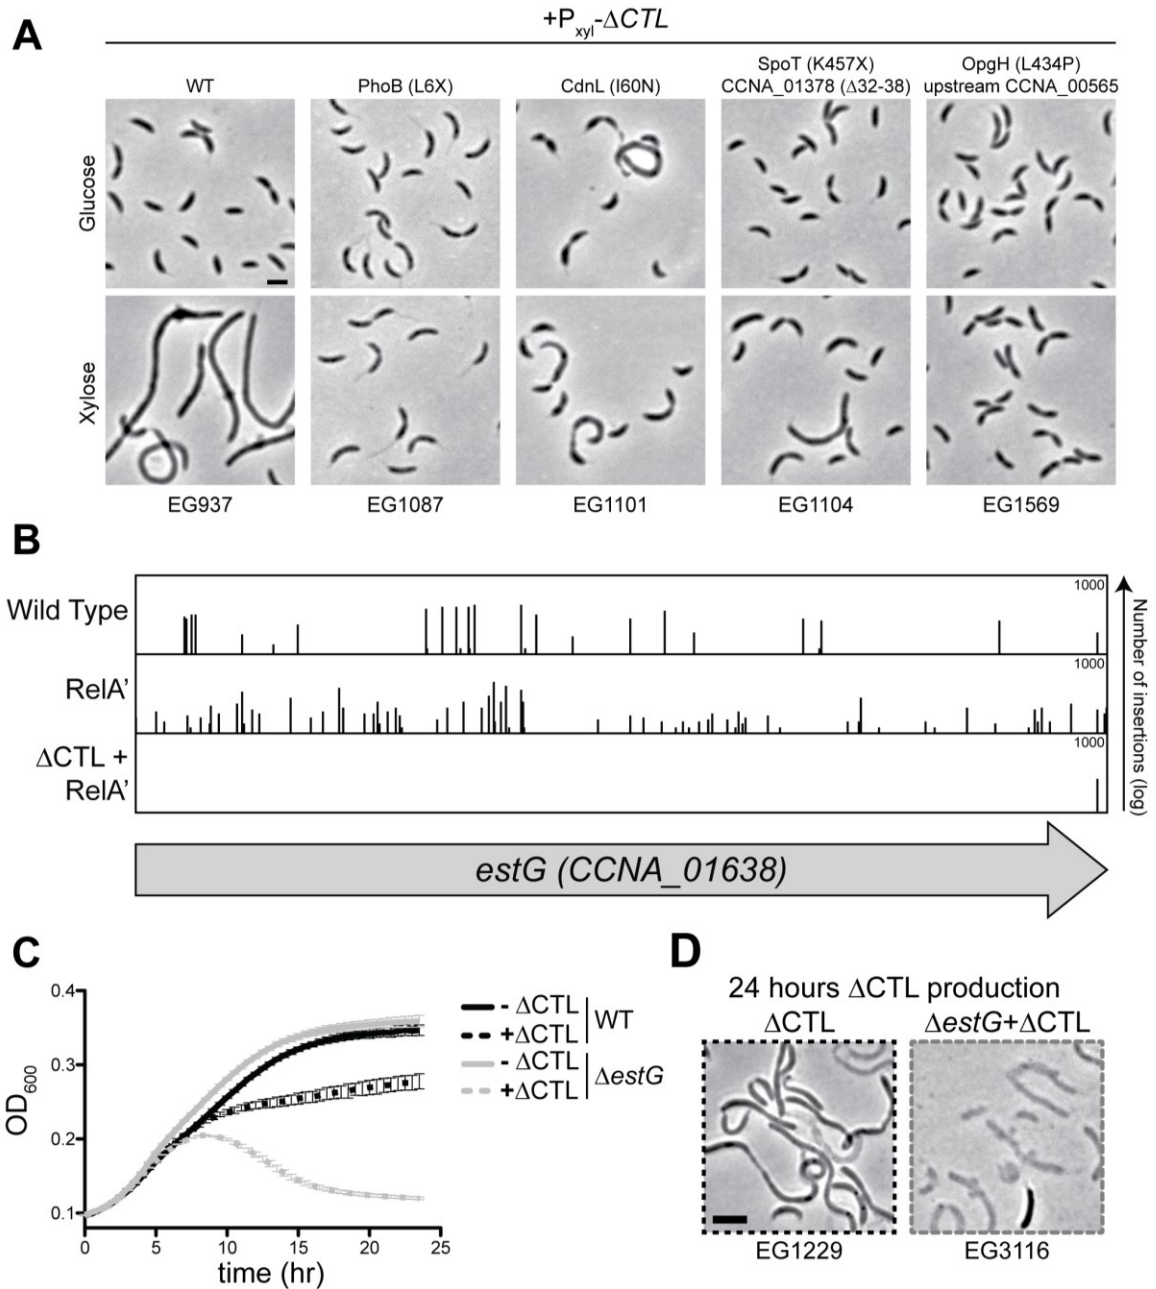 A
+Pxyl-ΔCTL
WT
PhoB (L6X)
CdnL (I60N)
SpoT (K457X)
CCNA_01378 (Δ32-38)
OpgH (L434P)
upstream CCNA_00565
Glucose
Xylose
EG937
EG1087
EG1101
EG1104
EG1569
B
Wild Type
1000
RelA'
1000
ΔCTL +
RelA'
1000
Number of insertions (log)
estG (CCNA_01638)
C
OD600
0.4
0.3
0.2
0.1
0
5
10
15
20
25
time (hr)
- ΔCTL
+ΔCTL
WT
- ΔCTL
+ΔCTL
ΔestG
D
24 hours ΔCTL production
ΔCTL
ΔestG+ΔCTL
EG1229
EG3116